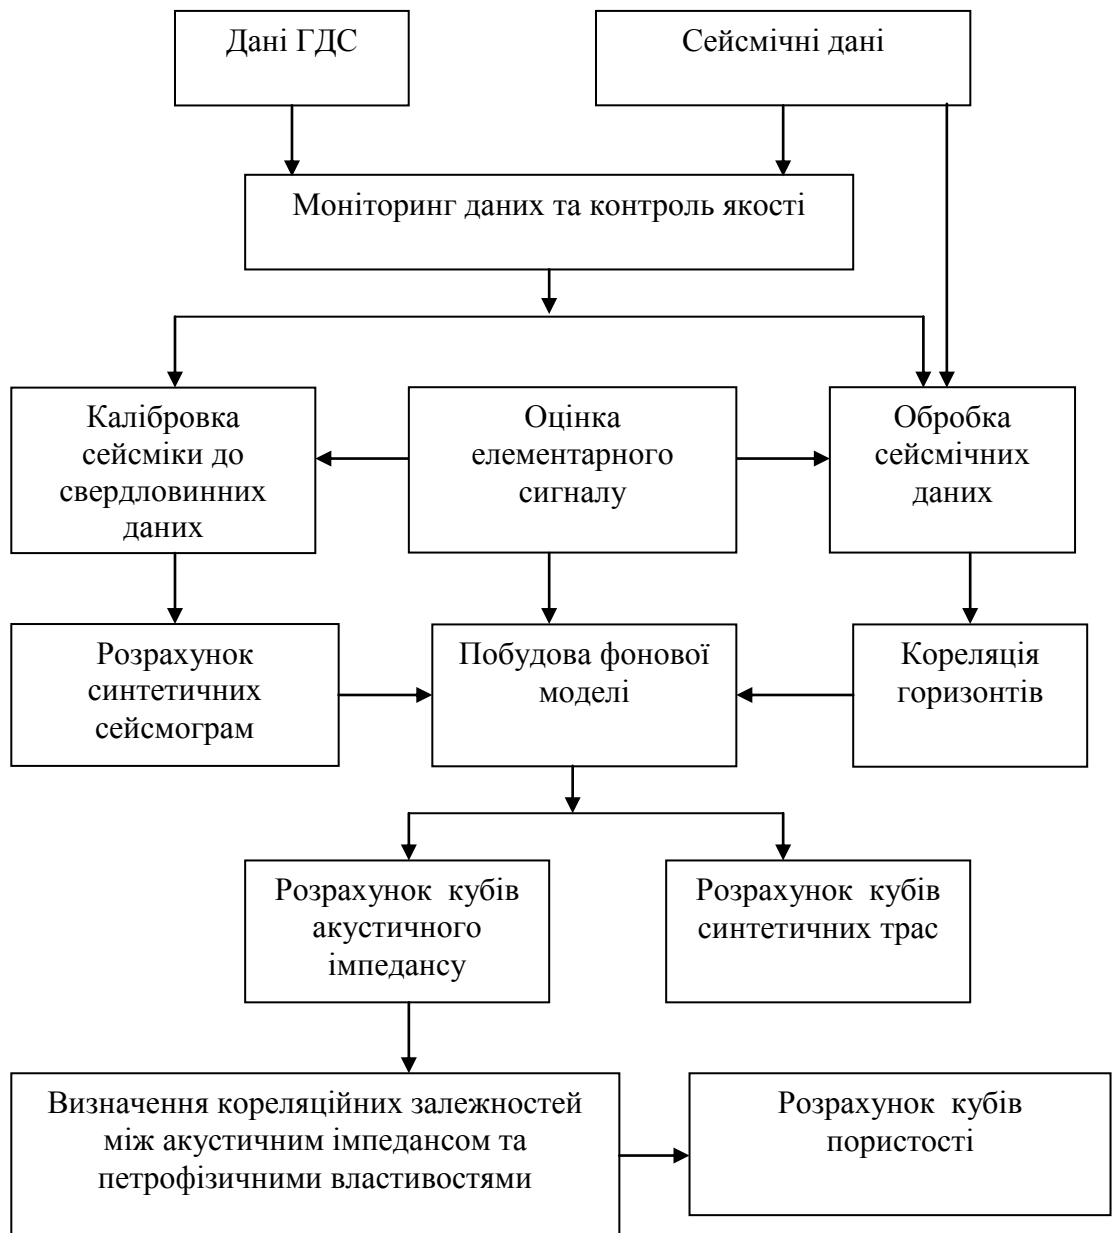 Дані ГДС
Сейсмічні дані
Моніторинг даних та контроль якості
Калібровка
сейсміки до
свердловинних
даних
Оцінка
елементарного
сигналу
Обробка
сейсмічних
даних
Розрахунок
синтетичних
сейсмограм
Побудова фонової
моделі
Кореляція
горизонтів
Розрахунок кубів
акустичного
імпедансу
Розрахунок кубів
синтетичних трас
Визначення кореляційних залежностей
між акустичним імпедансом та
петрофізичними властивостями
Розрахунок кубів
пористості